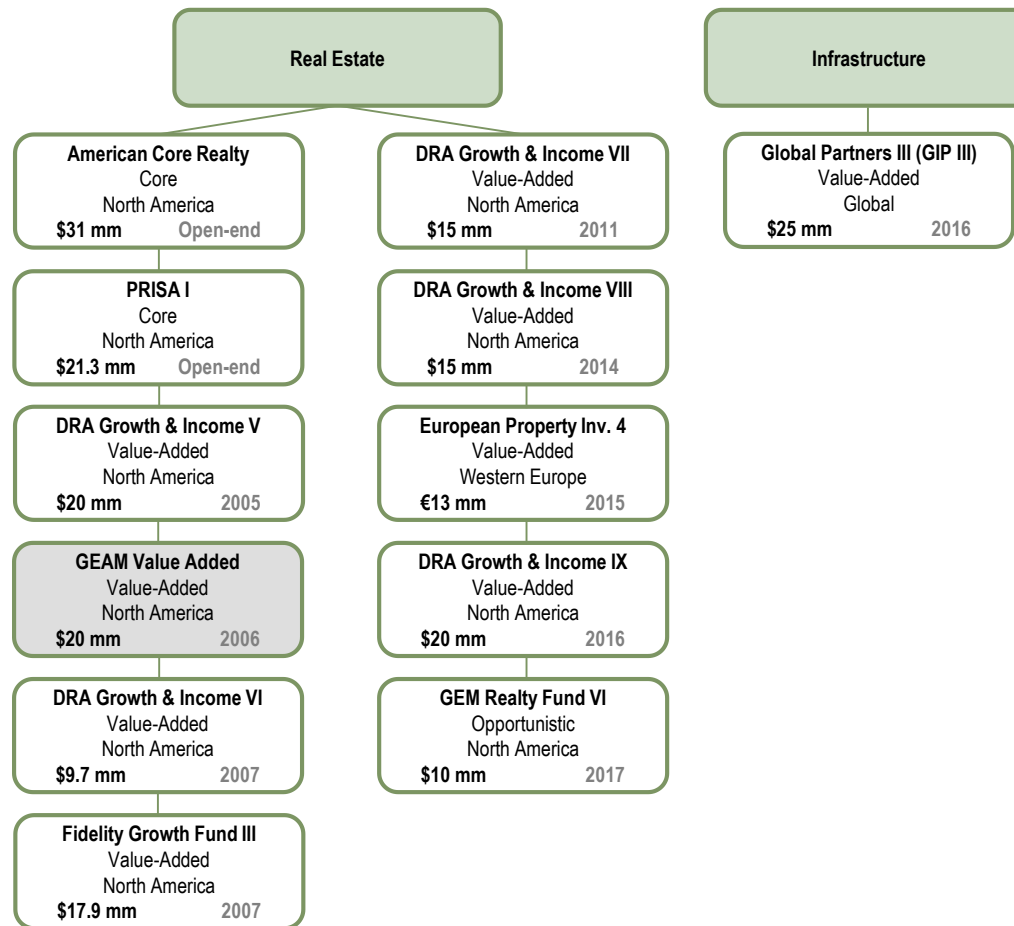 Real Estate
Infrastructure
American Core Realty
Core
North America
$31 mm Open-end
PRISA I
Core
North America
$21.3 mm Open-end
DRA Growth & Income V
Value-Added
North America
$20 mm 2005
GEAM Value Added
Value-Added
North America
$20 mm 2006
DRA Growth & Income VI
Value-Added
North America
$9.7 mm 2007
Fidelity Growth Fund III
Value-Added
North America
$17.9 mm 2007
DRA Growth & Income VII
Value-Added
North America
$15 mm 2011
DRA Growth & Income VIII
Value-Added
North America
$15 mm 2014
European Property Inv. 4
Value-Added
Western Europe
€13 mm 2015
DRA Growth & Income IX
Value-Added
North America
$20 mm 2016
GEM Realty Fund VI
Opportunistic
North America
$10 mm 2017
Global Partners III (GIP III)
Value-Added
Global
$25 mm 2016